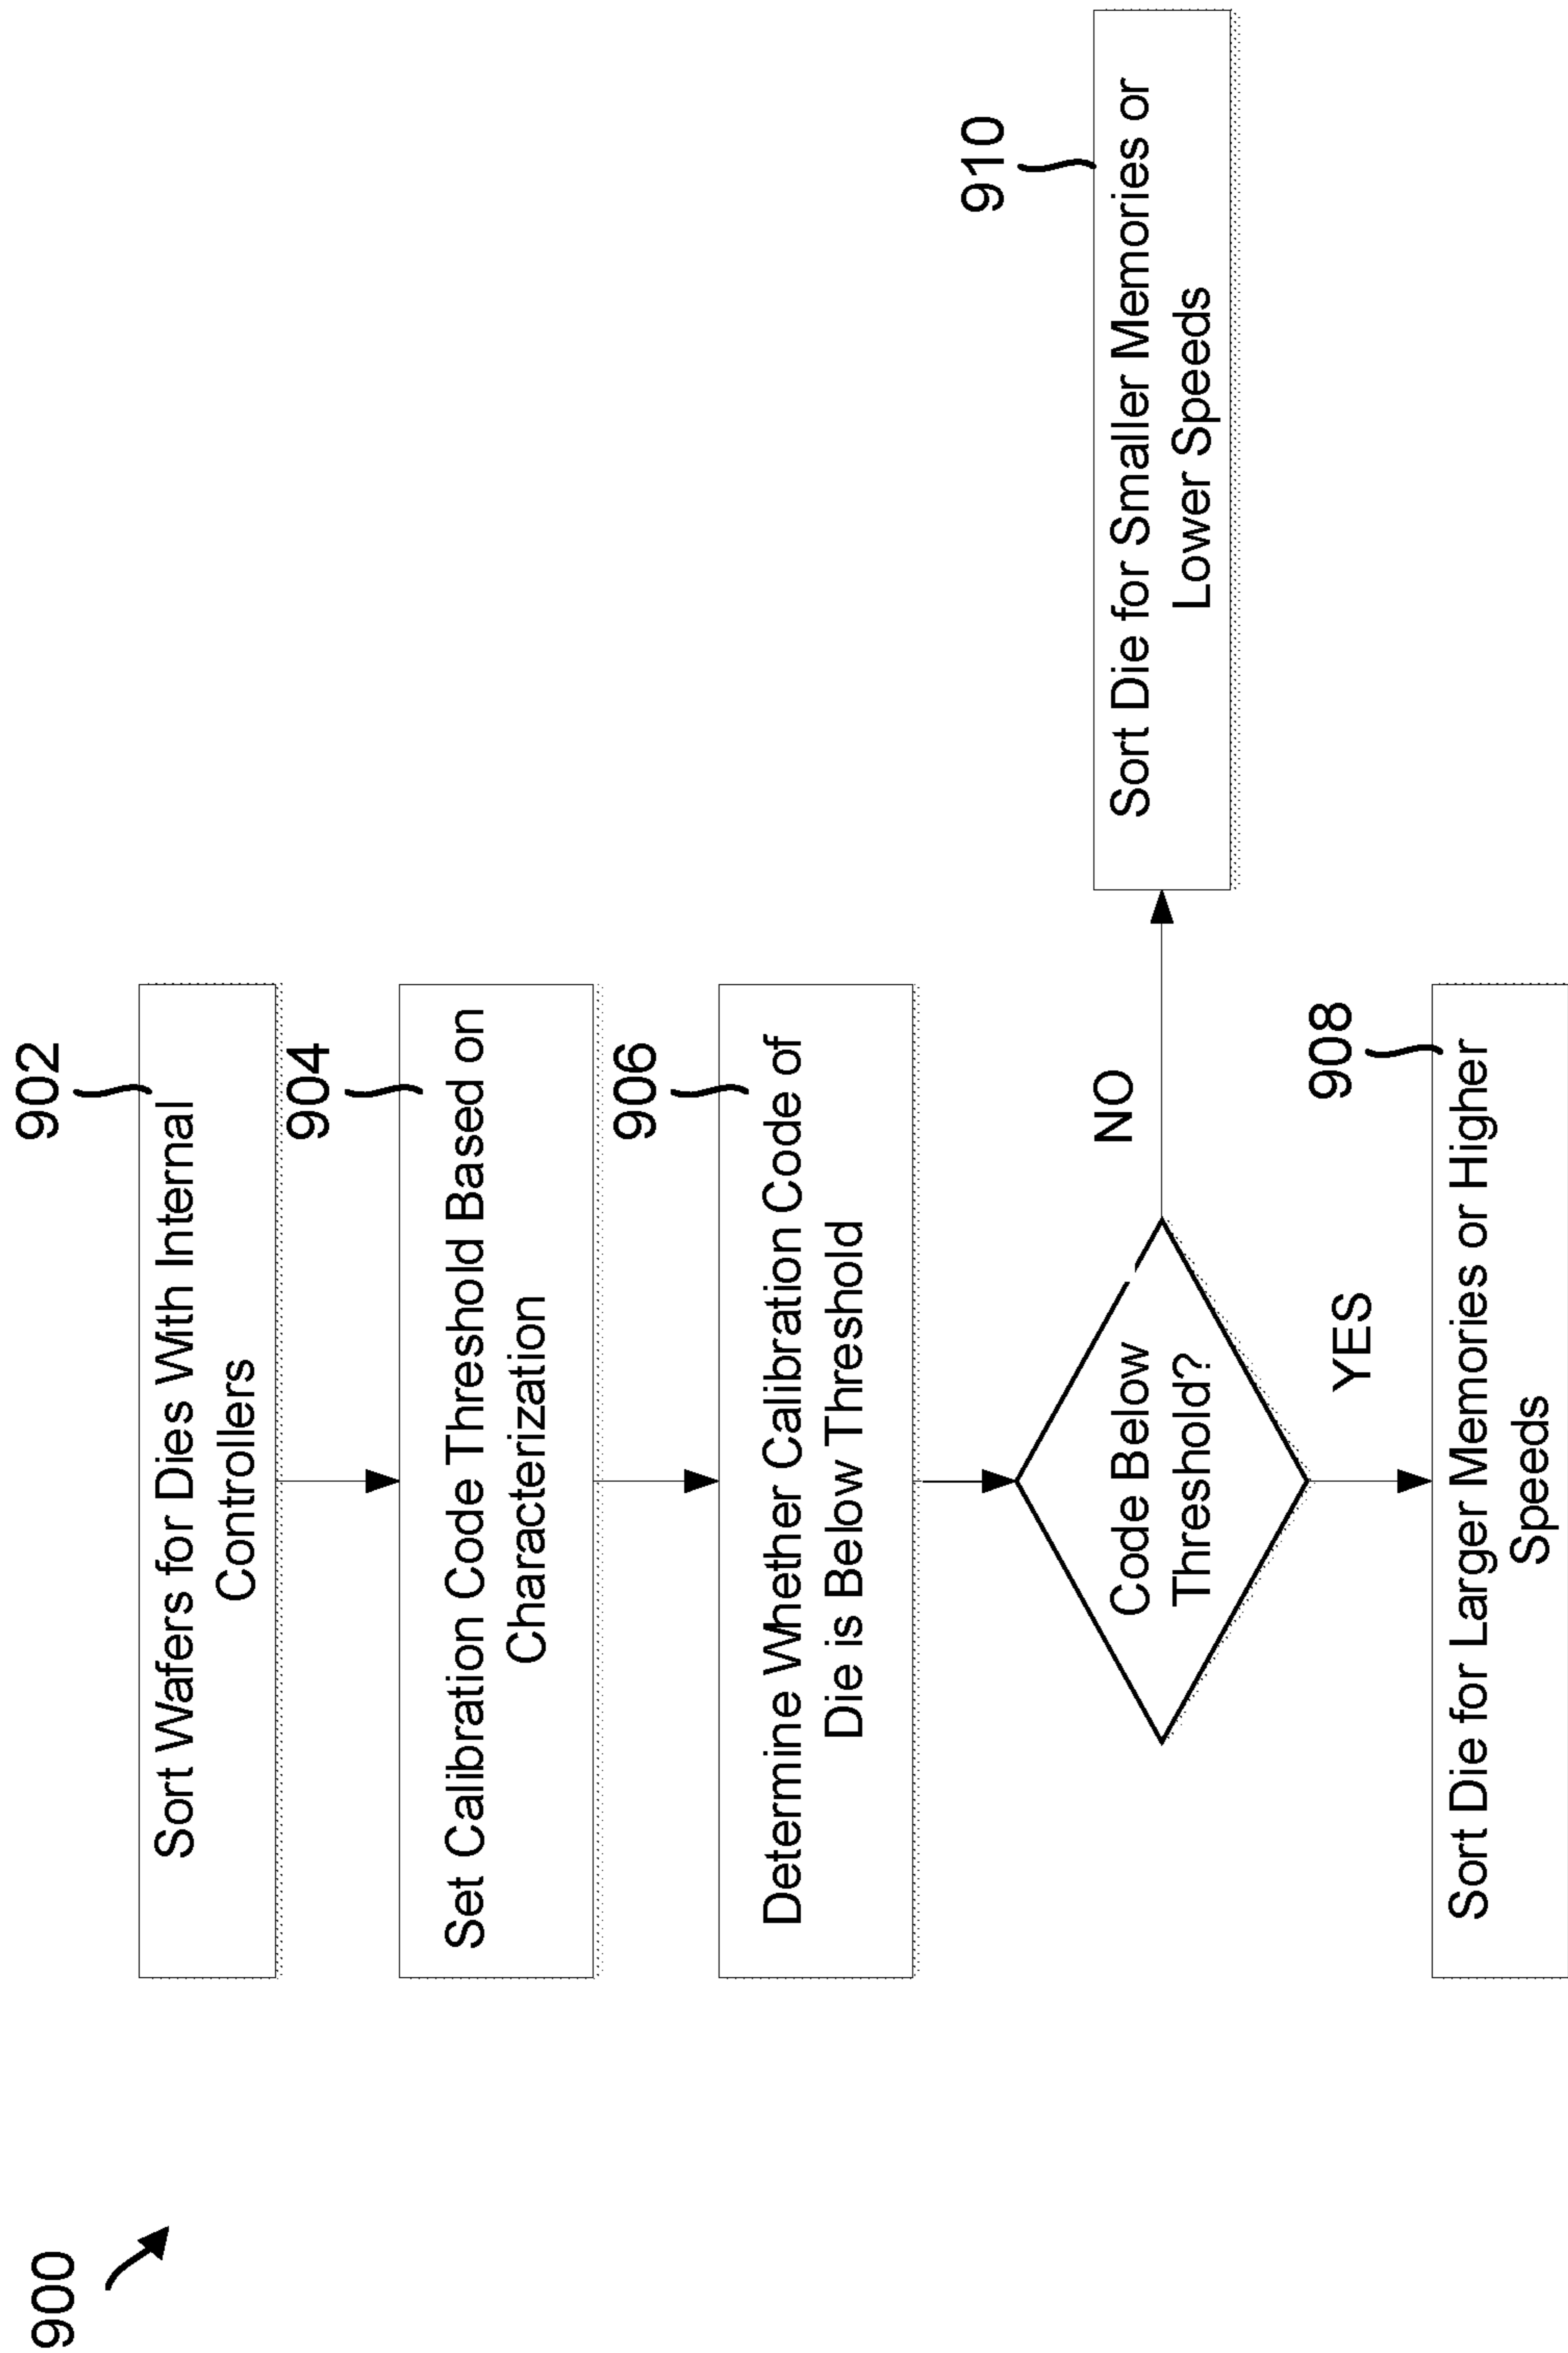 900
902
Sort Wafers for Dies With Internal
Controllers
904
Set Calibration Code Threshold Based on
Characterization
906
Determine Whether Calibration Code of
Die is Below Threshold
Code Below
Threshold?
NO
910
Sort Die for Smaller Memories or
Lower Speeds
YES
908
Sort Die for Larger Memories or Higher
Speeds